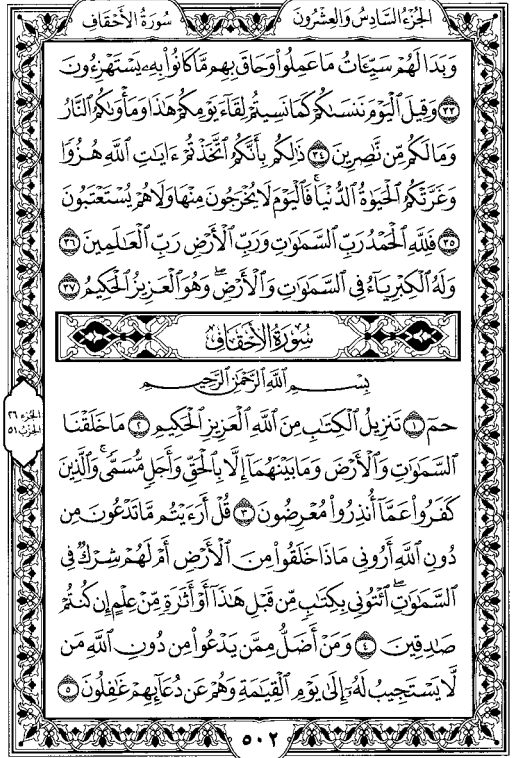 الجزء السادس والعشرون
سورة الأحقاف
وَبَدَا لَهُمْ سَيِّـَٔاتُ مَا عَمِلُوا۟ وَحَاقَ بِهِم مَّا كَانُوا۟ بِهِۦ يَسْتَهْزِءُونَ
٣٣ وَقِيلَ ٱلْيَوْمَ نَنسَىٰكُمْ كَمَا نَسِيتُمْ لِقَآءَ يَوْمِكُمْ هَٰذَا وَمَأْوَىٰكُمُ ٱلنَّارُ
وَمَا لَكُم مِّن نَّٰصِرِينَ ٣٤ ذَٰلِكُم بِأَنَّكُمُ ٱتَّخَذْتُمْ ءَايَٰتِ ٱللَّهِ هُزُوًا
وَغَرَّتْكُمُ ٱلْحَيَوٰةُ ٱلدُّنْيَا ۚ فَٱلْيَوْمَ لَا يُخْرَجُونَ مِنْهَا وَلَا هُمْ يُسْتَعْتَبُونَ
٣٥ فَلِلَّهِ ٱلْحَمْدُ رَبِّ ٱلسَّمَٰوَٰتِ وَرَبِّ ٱلْأَرْضِ رَبِّ ٱلْعَٰلَمِينَ ٣٦
وَلَهُ ٱلْكِبْرِيَآءُ فِى ٱلسَّمَٰوَٰتِ وَٱلْأَرْضِ ۖ وَهُوَ ٱلْعَزِيزُ ٱلْحَكِيمُ ٣٧
سُورَةُ الْأَحْقَافِ
بِسْمِ ٱللَّهِ ٱلرَّحْمَٰنِ ٱلرَّحِيمِ
حمٓ ١ تَنزِيلُ ٱلْكِتَٰبِ مِنَ ٱللَّهِ ٱلْعَزِيزِ ٱلْحَكِيمِ ٢ مَا خَلَقْنَا
ٱلسَّمَٰوَٰتِ وَٱلْأَرْضَ وَمَا بَيْنَهُمَآ إِلَّا بِٱلْحَقِّ وَأَجَلٍ مُّسَمًّى ۚ وَٱلَّذِينَ
كَفَرُوا۟ عَمَّآ أُنذِرُوا۟ مُعْرِضُونَ ٣ قُلْ أَرَءَيْتُم مَّا تَدْعُونَ مِن
دُونِ ٱللَّهِ أَرُونِى مَاذَا خَلَقُوا۟ مِنَ ٱلْأَرْضِ أَمْ لَهُمْ شِرْكٌ فِى
ٱلسَّمَٰوَٰتِ ۖ ٱئْتُونِى بِكِتَٰبٍ مِّن قَبْلِ هَٰذَآ أَوْ أَثَٰرَةٍ مِّنْ عِلْمٍ إِن كُنتُمْ
صَٰدِقِينَ ٤ وَمَنْ أَضَلُّ مِمَّن يَدْعُوا۟ مِن دُونِ ٱللَّهِ مَن
لَّا يَسْتَجِيبُ لَهُۥٓ إِلَىٰ يَوْمِ ٱلْقِيَٰمَةِ وَهُمْ عَن دُعَآئِهِمْ غَٰفِلُونَ ٥
الجزء ٢٦
الحزب ٥١
٥٠٢